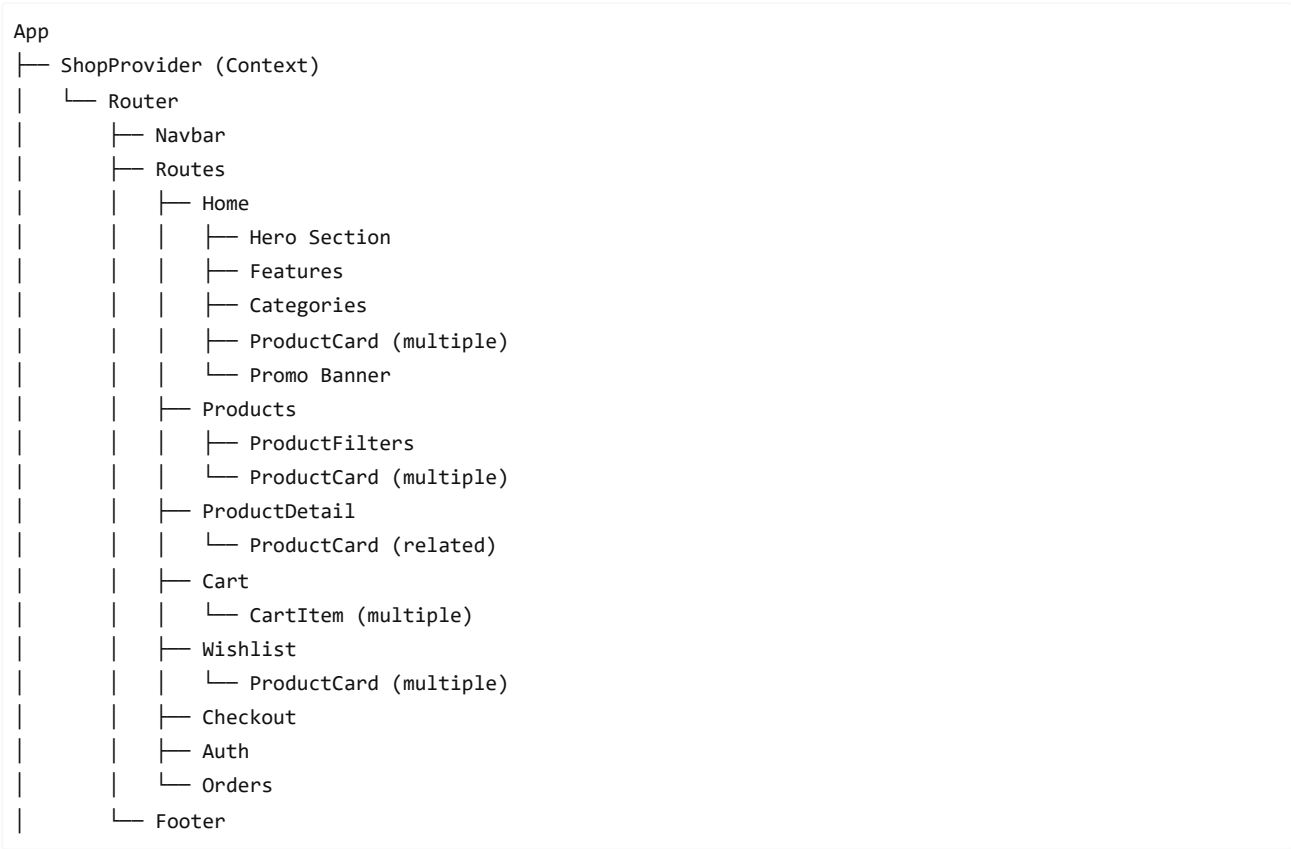 App
├── ShopProvider (Context)
│   └── Router
│       ├── Navbar
│       ├── Routes
│       │   ├── Home
│       │   │   ├── Hero Section
│       │   │   ├── Features
│       │   │   ├── Categories
│       │   │   ├── ProductCard (multiple)
│       │   │   └── Promo Banner
│       │   ├── Products
│       │   │   ├── ProductFilters
│       │   │   └── ProductCard (multiple)
│       │   ├── ProductDetail
│       │   │   └── ProductCard (related)
│       │   ├── Cart
│       │   │   └── CartItem (multiple)
│       │   ├── Wishlist
│       │   │   └── ProductCard (multiple)
│       │   ├── Checkout
│       │   ├── Auth
│       │   └── Orders
│       └── Footer